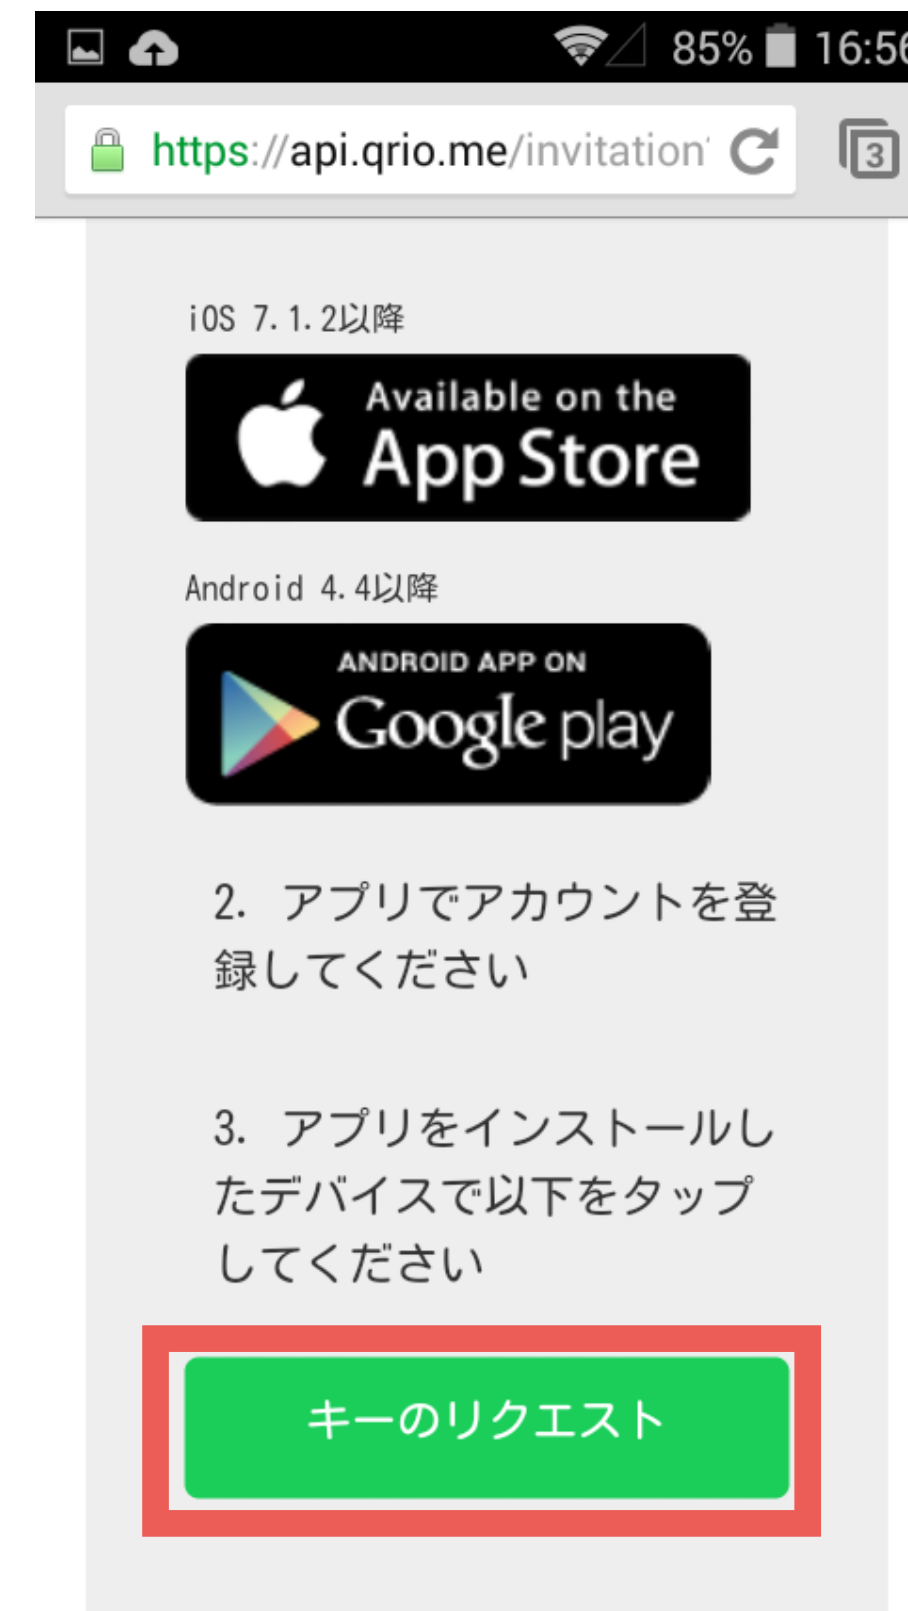 85% 16:56
https://api.qrio.me/invitation
3
iOS 7.1.2以降
Available on the
App Store
Android 4.4以降
ANDROID APP ON
Google play
2. アプリでアカウントを登
録してください
3. アプリをインストールし
たデバイスで以下をタップ
してください
キーのリクエスト